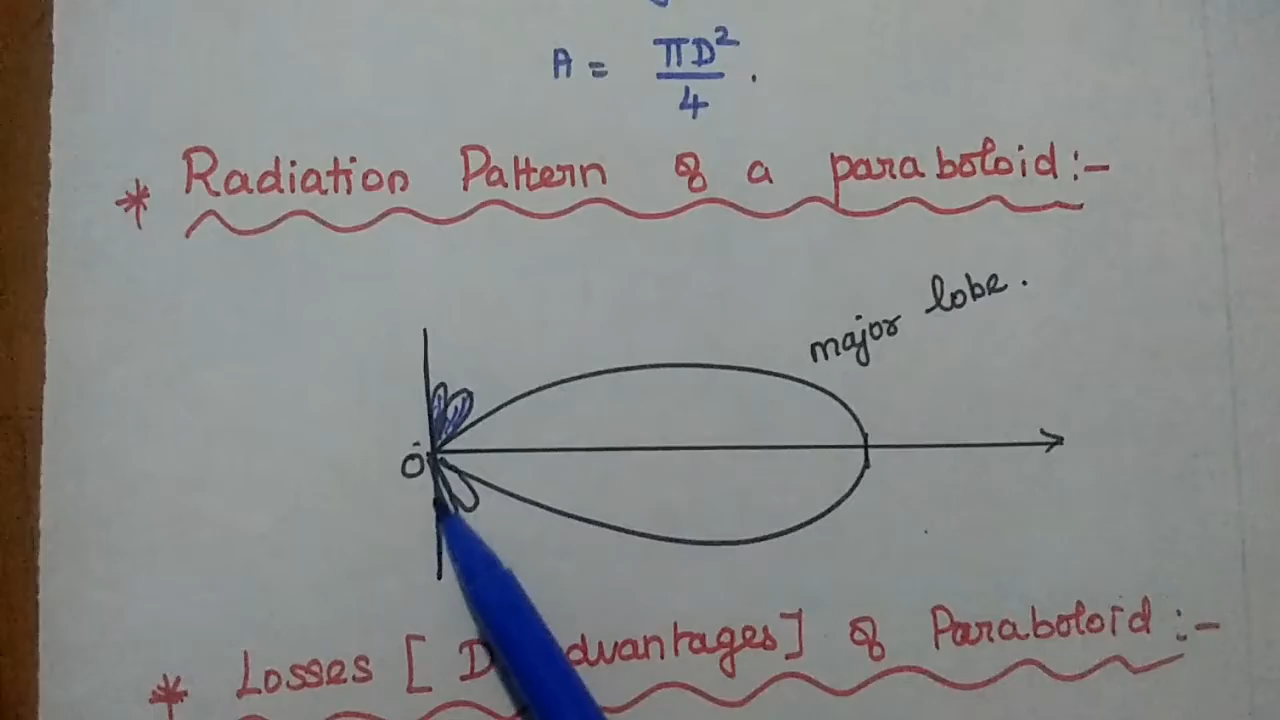 A = πD²/4 .
* Radiation Pattern of a paraboloid :-
major lobe .
O
* Losses [ D dvantages ] of Paraboloid :-